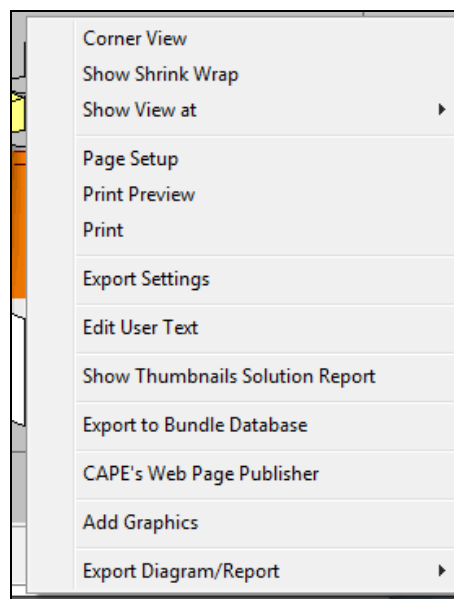 Corner View
Show Shrink Wrap
Show View at
Page Setup
Print Preview
Print
Export Settings
Edit User Text
Show Thumbnails Solution Report
Export to Bundle Database
CAPE's Web Page Publisher
Add Graphics
Export Diagram/Report